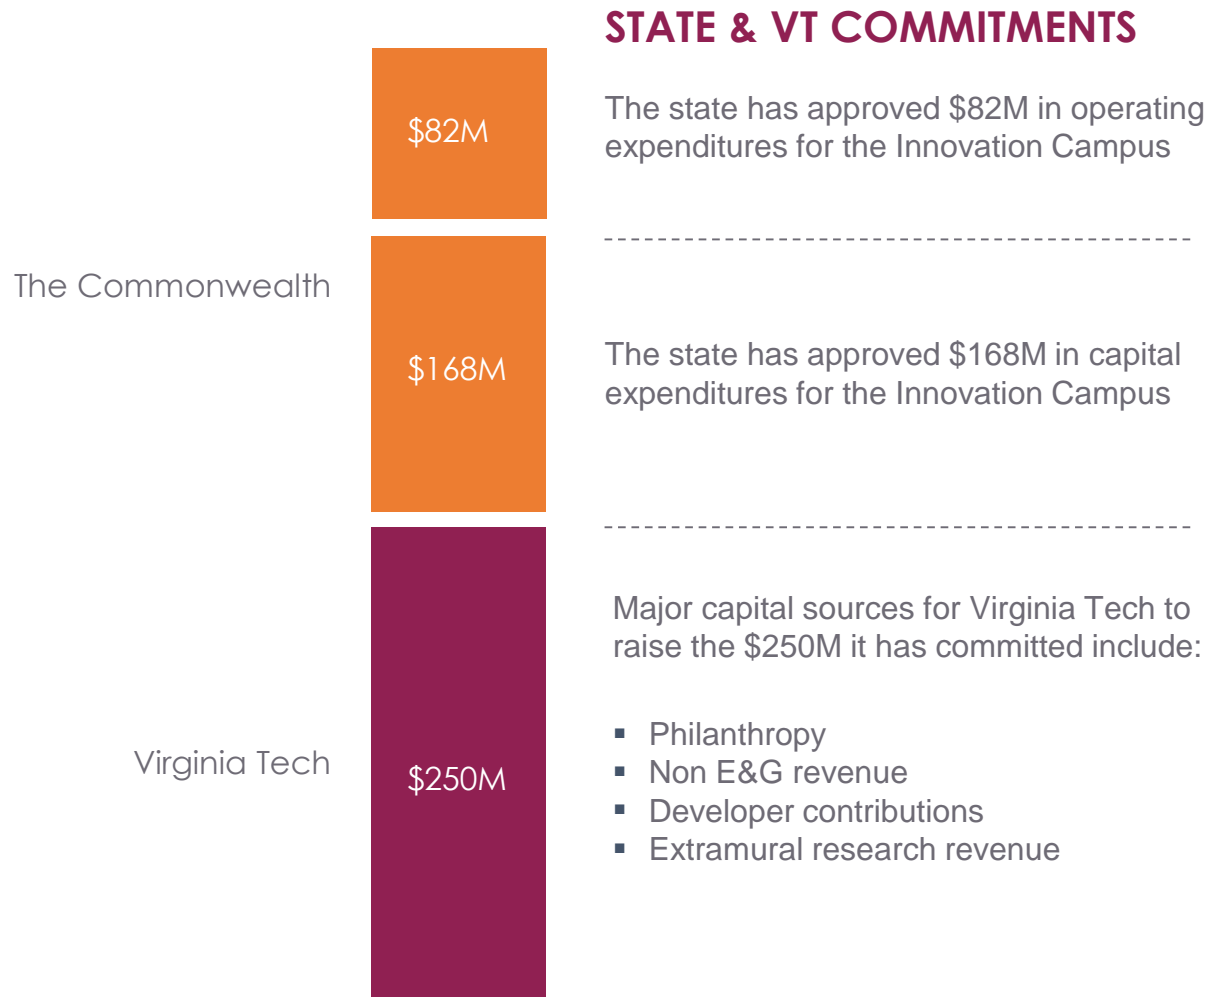 STATE & VT COMMITMENTS
$82M
The state has approved $82M in operating
expenditures for the Innovation Campus
The Commonwealth
$168M
The state has approved $168M in capital
expenditures for the Innovation Campus
Virginia Tech
$250M
Major capital sources for Virginia Tech to
raise the $250M it has committed include:
▪ Philanthropy
▪ Non E&G revenue
▪ Developer contributions
▪ Extramural research revenue